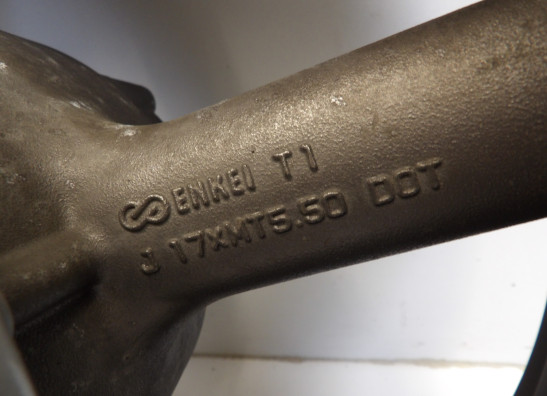 ENKEI T1
J 17XMT5.50 DOT